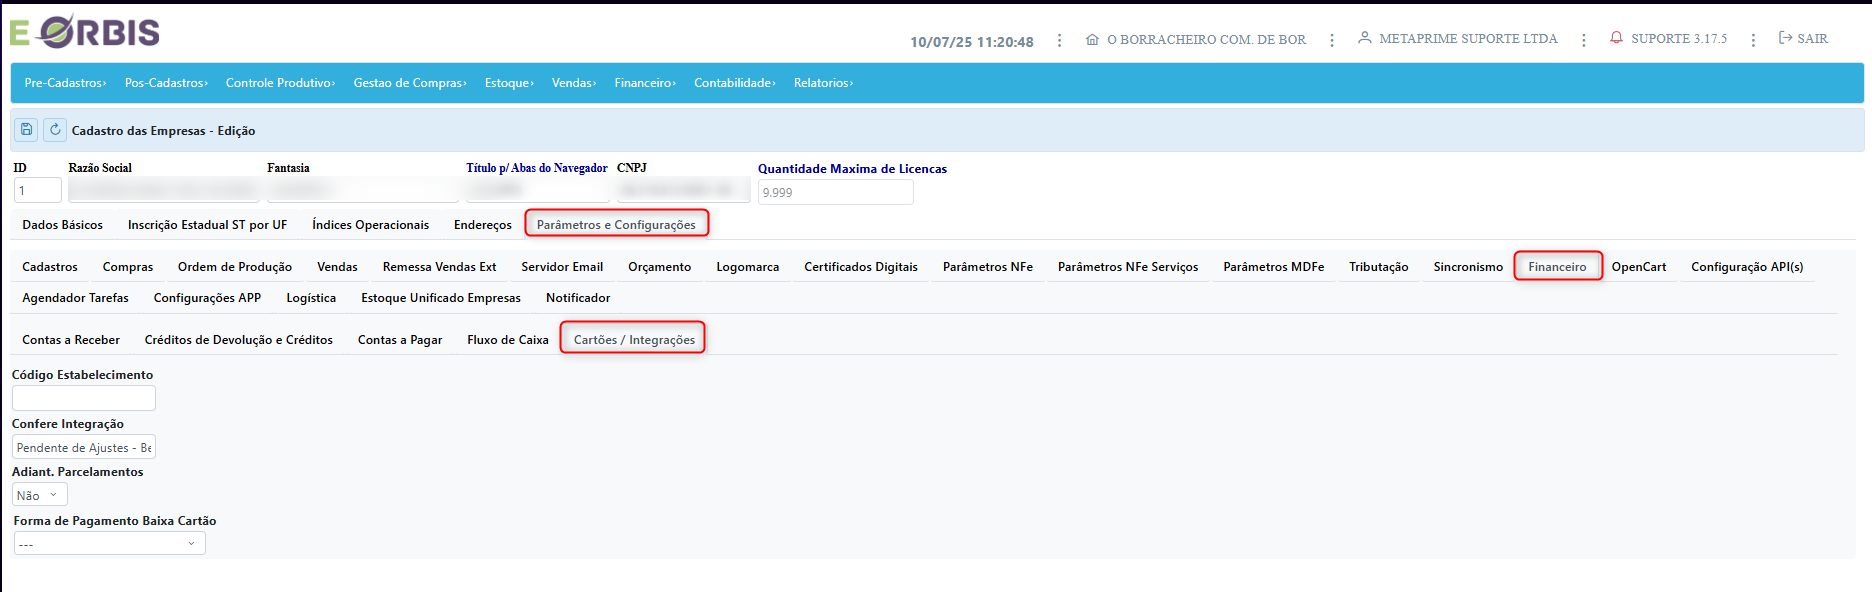 E ORBIS
10/07/25 11:20:48 O BORRACHEIRO COM. DE BOR METAPRIME SUPORTE LTDA SUPORTE 3.17.5 SAIR
Pre-Cadastros› Pos-Cadastros› Controle Produtivo› Gestao de Compras› Estoque› Vendas› Financeiro› Contabilidade› Relatorios›
Cadastro das Empresas - Edição
ID Razão Social Fantasia Título p/ Abas do Navegador CNPJ Quantidade Maxima de Licencas
1 9.999
Dados Básicos Inscrição Estadual ST por UF Índices Operacionais Endereços Parâmetros e Configurações
Cadastros Compras Ordem de Produção Vendas Remessa Vendas Ext Servidor Email Orçamento Logomarca Certificados Digitais Parâmetros NFe Parâmetros NFe Serviços Parâmetros MDFe Tributação Sincronismo Financeiro OpenCart Configuração API(s)
Agendador Tarefas Configurações APP Logística Estoque Unificado Empresas Notificador
Contas a Receber Créditos de Devolução e Créditos Contas a Pagar Fluxo de Caixa Cartões / Integrações
Código Estabelecimento
Confere Integração
Pendente de Ajustes - Be
Adiant. Parcelamentos
Não
Forma de Pagamento Baixa Cartão
---